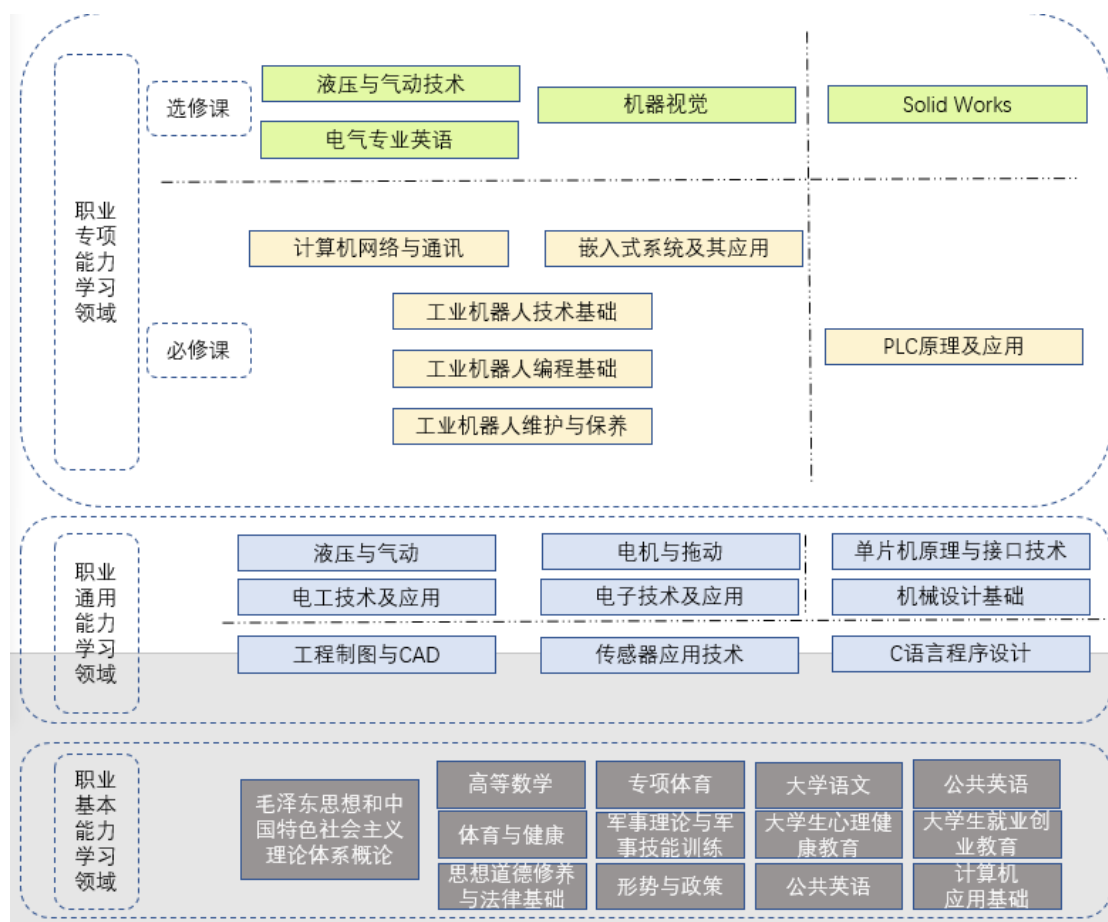 职业
专项
能力
学习
领域
选修课
液压与气动技术
电气专业英语
机器视觉
Solid Works
必修课
计算机网络与通讯
嵌入式系统及其应用
工业机器人技术基础
工业机器人编程基础
工业机器人维护与保养
PLC原理及应用
职业
通用
能力
学习
领域
液压与气动
电机与拖动
单片机原理与接口技术
电工技术及应用
电子技术及应用
机械设计基础
工程制图与CAD
传感器应用技术
C语言程序设计
职业
基本
能力
学习
领域
毛泽东思想和中
国特色社会主义
理论体系概论
高等数学
专项体育
大学语文
公共英语
体育与健康
军事理论与军
事技能训练
大学生心理健
康教育
大学生就业创
业教育
思想道德修养
与法律基础
形势与政策
公共英语
计算机
应用基础